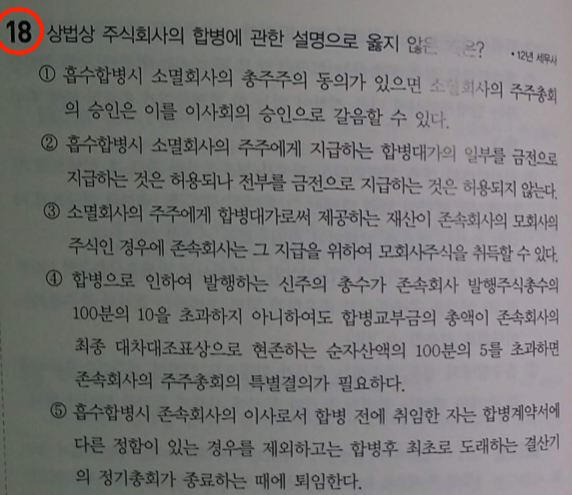 18 상법상 주식회사의 합병에 관한 설명으로 옳지 않은 것은? •12년 세무사
① 흡수합병시 소멸회사의 총주주의 동의가 있으면 소멸회사의 주주총회
의 승인은 이를 이사회의 승인으로 갈음할 수 있다.
② 흡수합병시 소멸회사의 주주에게 지급하는 합병대가의 일부를 금전으로
지급하는 것은 허용되나 전부를 금전으로 지급하는 것은 허용되지 않는다.
③ 소멸회사의 주주에게 합병대가로써 제공하는 재산이 존속회사의 모회사의
주식인 경우에 존속회사는 그 지급을 위하여 모회사주식을 취득할 수 있다.
④ 합병으로 인하여 발행하는 신주의 총수가 존속회사 발행주식총수의
100분의 10을 초과하지 아니하여도 합병교부금의 총액이 존속회사의
최종 대차대조표상으로 현존하는 순자산액의 100분의 5를 초과하면
존속회사의 주주총회의 특별결의가 필요하다.
⑤ 흡수합병시 존속회사의 이사로서 합병 전에 취임한 자는 합병계약서에
다른 정함이 있는 경우를 제외하고는 합병후 최초로 도래하는 결산기
의 정기총회가 종료하는 때에 퇴임한다.